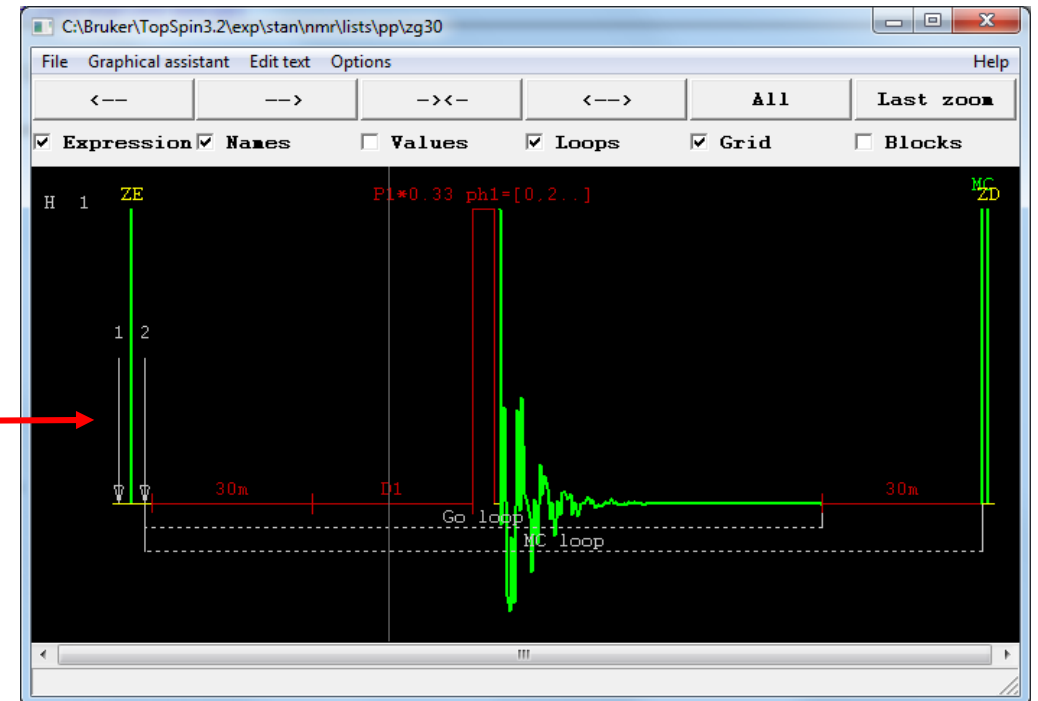 C:\Bruker\TopSpin3.2\exp\stan\nmr\lists\pp\zg30
File Graphical assistant Edit text Options Help
<-- --> -><- <--> All Last zoom
Expression Names Values Loops Grid Blocks
H 1 ZE P1*0.33 ph1=[0,2..] MC
ZD
1 2
30m D1 30m
Go loop
MC loop